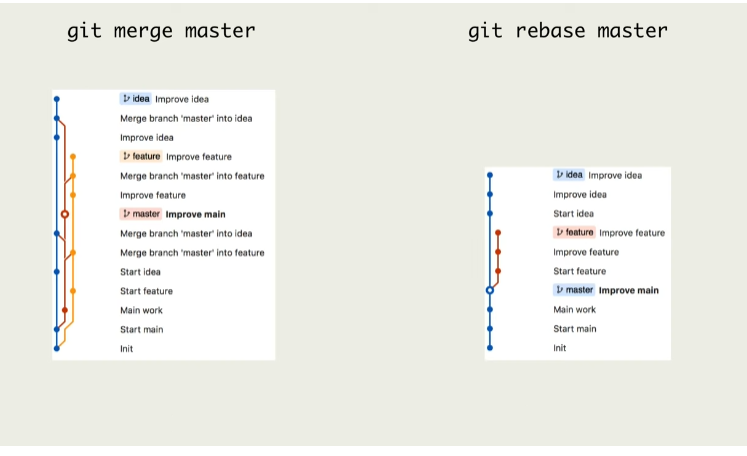 git merge master
idea Improve idea
Merge branch 'master' into idea
Improve idea
feature Improve feature
Merge branch 'master' into feature
Improve feature
master Improve main
Merge branch 'master' into idea
Merge branch 'master' into feature
Start idea
Start feature
Main work
Start main
Init
git rebase master
idea Improve idea
Improve idea
Start idea
feature Improve feature
Improve feature
Start feature
master Improve main
Main work
Start main
Init